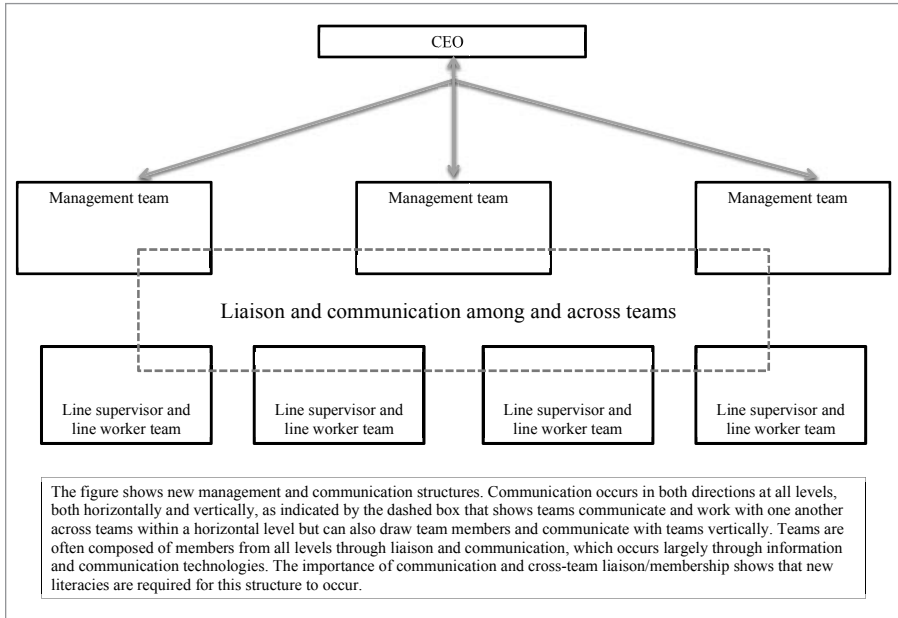 CEO
Management team
Management team
Management team
Liaison and communication among and across teams
Line supervisor and
line worker team
Line supervisor and
line worker team
Line supervisor and
line worker team
Line supervisor and
line worker team
The figure shows new management and communication structures. Communication occurs in both directions at all levels,
both horizontally and vertically, as indicated by the dashed box that shows teams communicate and work with one another
across teams within a horizontal level but can also draw team members and communicate with teams vertically. Teams are
often composed of members from all levels through liaison and communication, which occurs largely through information
and communication technologies. The importance of communication and cross-team liaison/membership shows that new
literacies are required for this structure to occur.